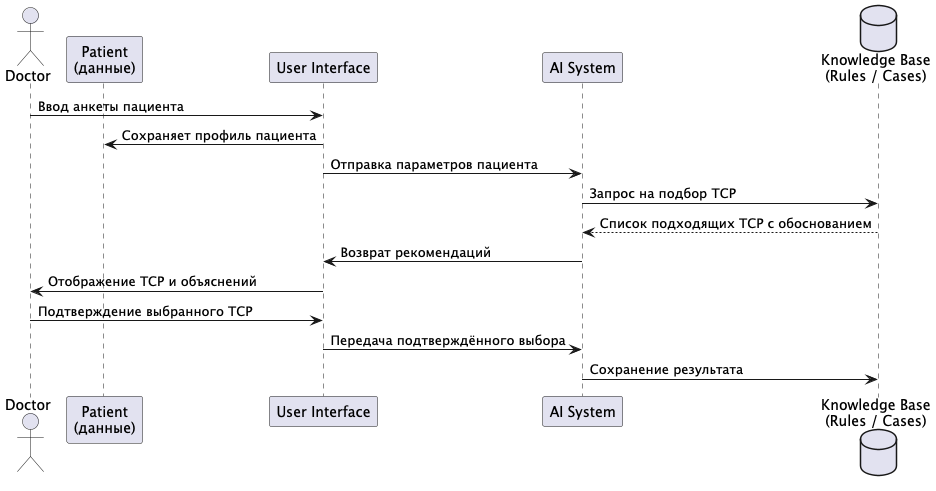 Doctor
Patient
(данные)
User Interface
AI System
Knowledge Base
(Rules / Cases)
Ввод анкеты пациента
Сохраняет профиль пациента
Отправка параметров пациента
Запрос на подбор ТСР
Список подходящих ТСР с обоснованием
Возврат рекомендаций
Отображение ТСР и объяснений
Подтверждение выбранного ТСР
Передача подтверждённого выбора
Сохранение результата
Doctor
Patient
(данные)
User Interface
AI System
Knowledge Base
(Rules / Cases)